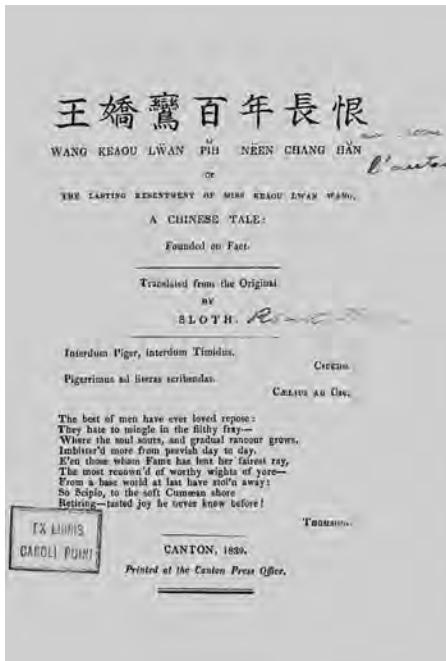 王嬌鸞百年長恨
WANG KEAOU LWAN PIH NEEN CHANG HĂN
OR
THE LASTING RESENTMENT OF MISS KEAOU LWAN WANG,
A CHINESE TALE:
Founded on Fact.
Translated from the Original
BY
SLOTH.
l'auteur
Interdum Piger, interdum Timidus.
CICERO.
Pigerrimus ad literas scribendas.
CÆLIUS AD CIC.
The best of men have ever loved repose:
They hate to mingle in the filthy fray—
Where the soul sours, and gradual rancour grows,
Imbitter'd more from peevish day to day.
E'en those whom Fame has lent her fairest ray,
The most renown'd of worthy wights of yore—
From a base world at last have stol'n away:
So Scipio, to the soft Cumæan shore
Retiring—tasted joy he never knew before!
THOMSON.
EX LIBRIS
CAROLI
CANTON, 1839.
Printed at the Canton Press Office.